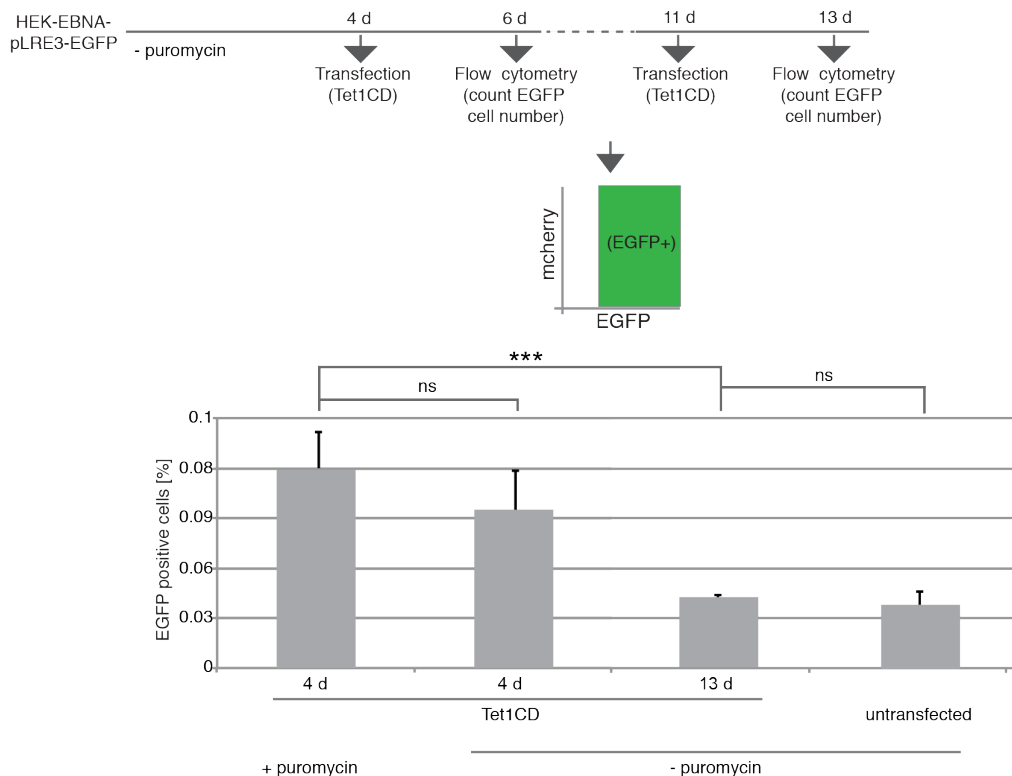 HEK-EBNA-
pLRE3-EGFP
- puromycin
4 d
6 d
11 d
13 d
Transfection
(Tet1CD)
Flow cytometry
(count EGFP
cell number)
Transfection
(Tet1CD)
Flow cytometry
(count EGFP
cell number)
mcherry
(EGFP+)
EGFP
***
ns
ns
EGFP positive cells [%]
0.1
0.08
0.09
0.06
0.03
0
4 d
4 d
13 d
Tet1CD
untransfected
+ puromycin
- puromycin